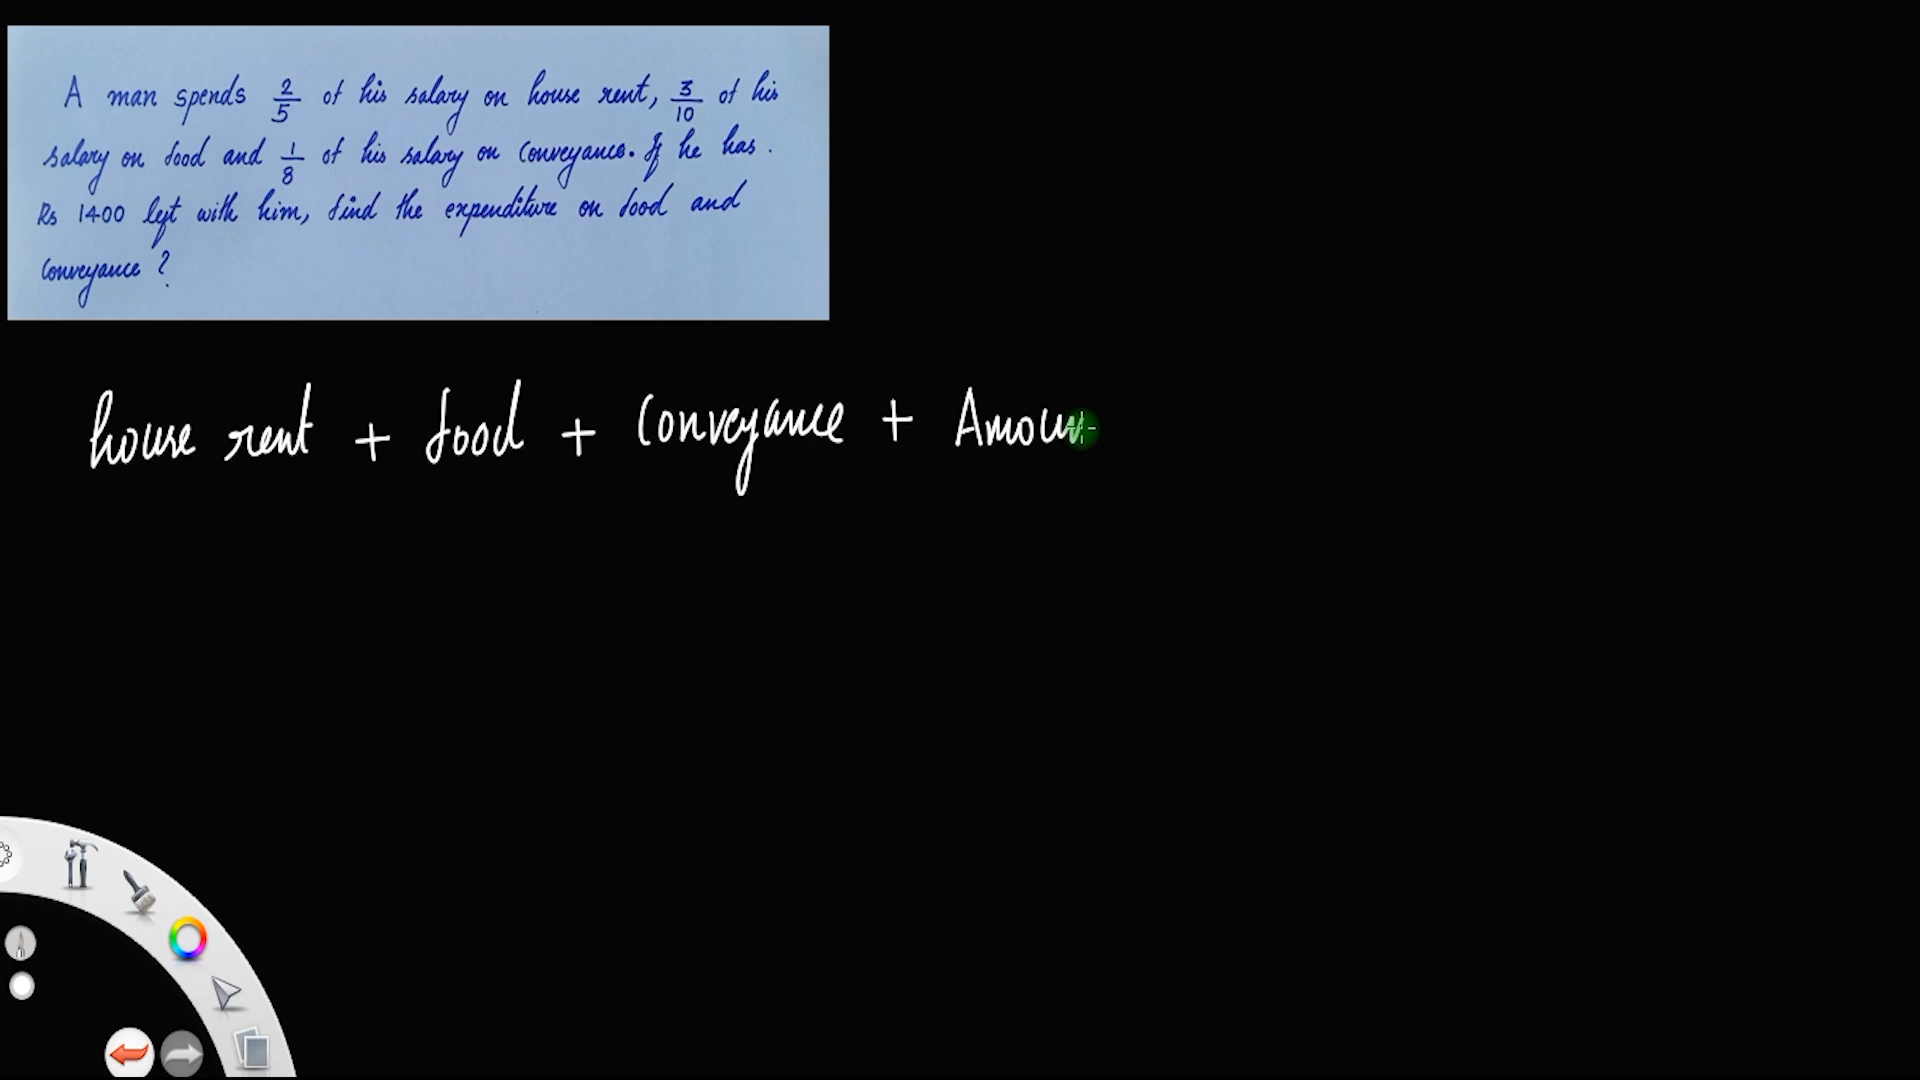 A man spends 2/5 of his salary on house rent, 3/10 of his
salary on food and 1/8 of his salary on conveyance. If he has.
Rs 1400 left with him, find the expenditure on food and
conveyance ?
house rent + food + Conveyance + Amoun